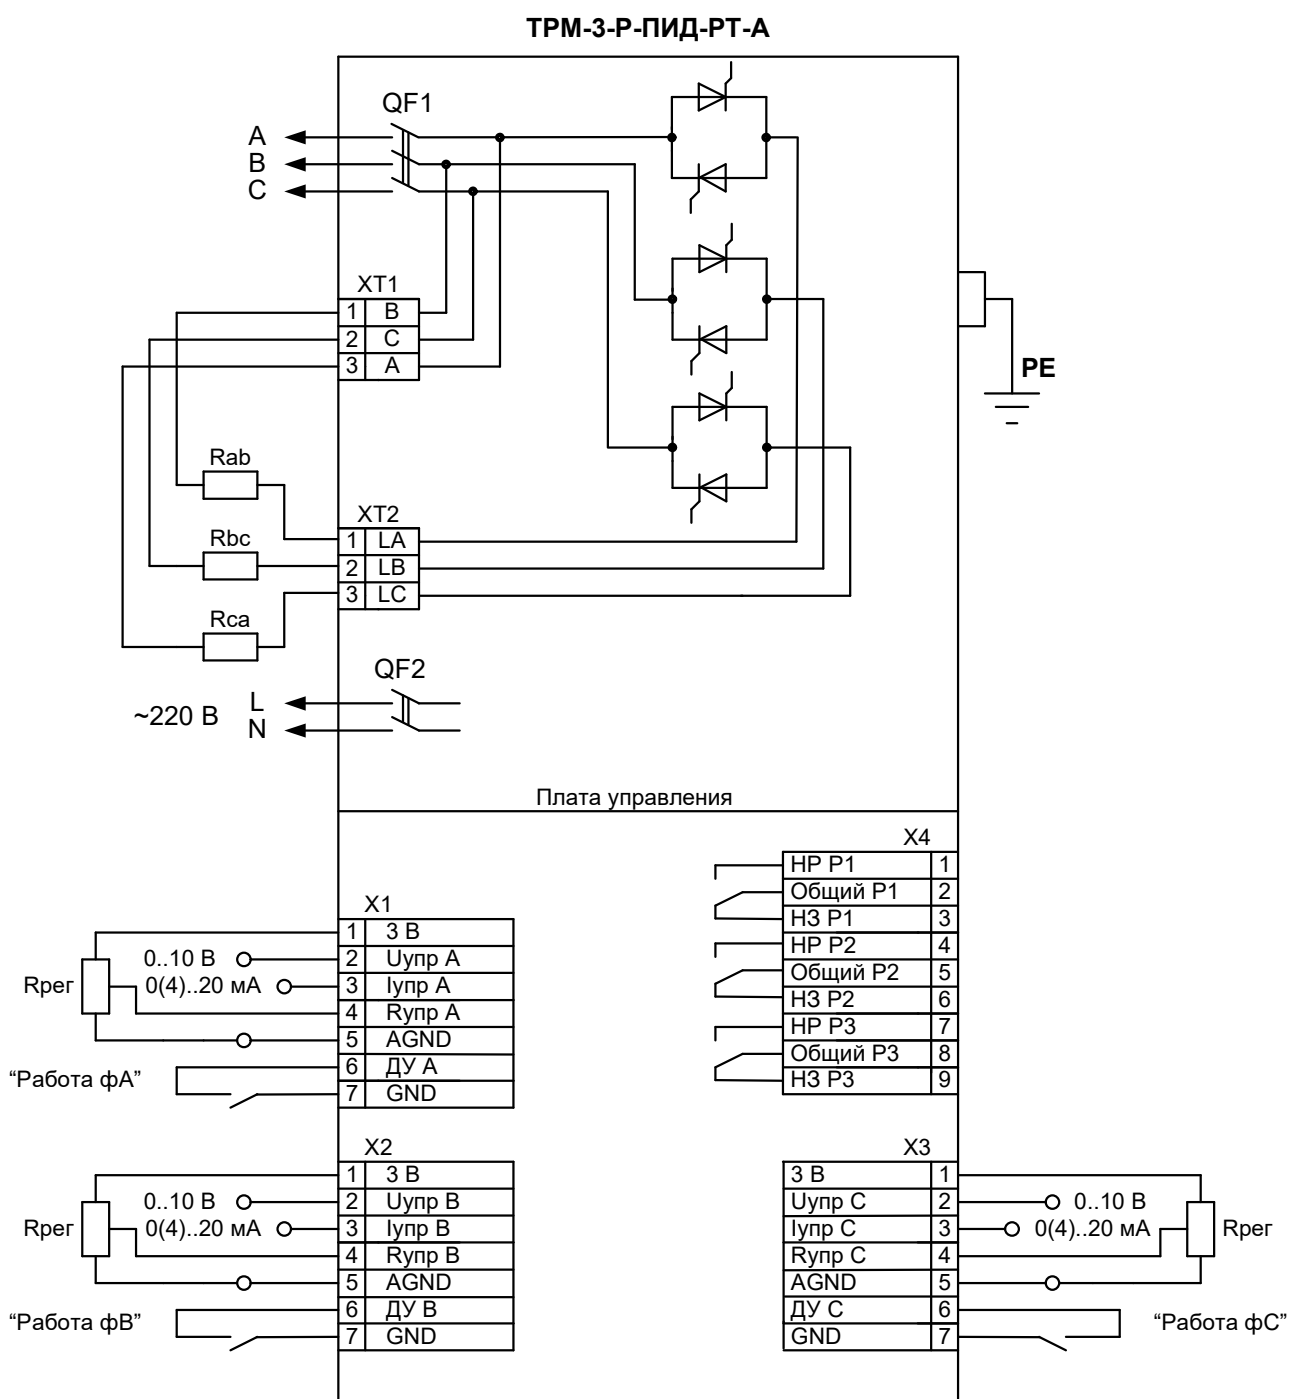 ТРМ-3-Р-ПИД-РТ-А
QF1
A
B
C
XT1
1 B
2 C
3 A
PE
Rab
Rbc
Rca
XT2
1 LA
2 LB
3 LC
QF2
~220 В
L
N
Плата управления
X4
НР Р1 1
Общий Р1 2
НЗ Р1 3
НР Р2 4
Общий Р2 5
НЗ Р2 6
НР Р3 7
Общий Р3 8
НЗ Р3 9
X1
1 3 В
0..10 В 2 Uупр А
Rрег 0(4)..20 мА 3 Iупр А
4 Rупр А
5 AGND
“Работа фА” 6 ДУ А
7 GND
X2
1 3 В
0..10 В 2 Uупр В
Rрег 0(4)..20 мА 3 Iупр В
4 Rупр В
5 AGND
“Работа фВ” 6 ДУ В
7 GND
X3
3 В 1
Uупр С 2 0..10 В
Iупр С 3 0(4)..20 мА Rрег
Rупр С 4
AGND 5
ДУ С 6 “Работа фС”
GND 7